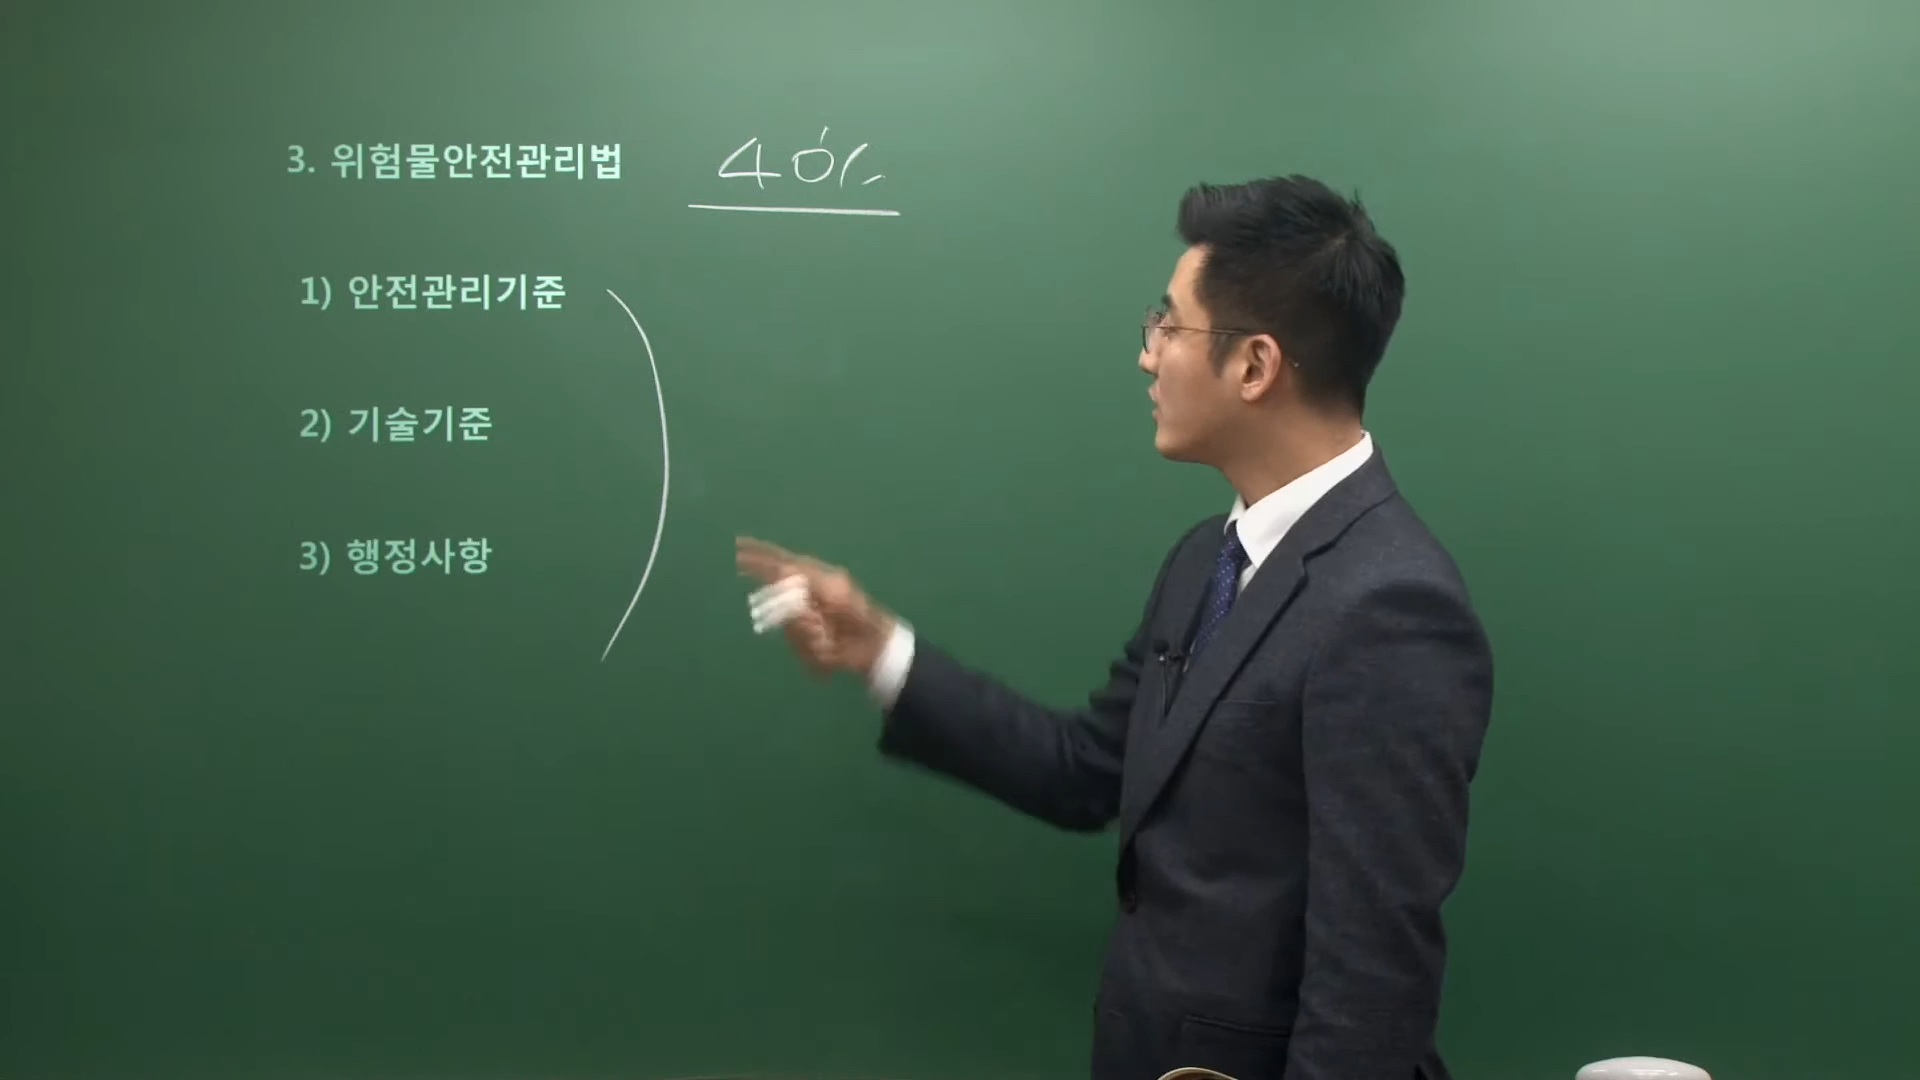 3. 위험물안전관리법 40%
1) 안전관리기준
2) 기술기준
3) 행정사항